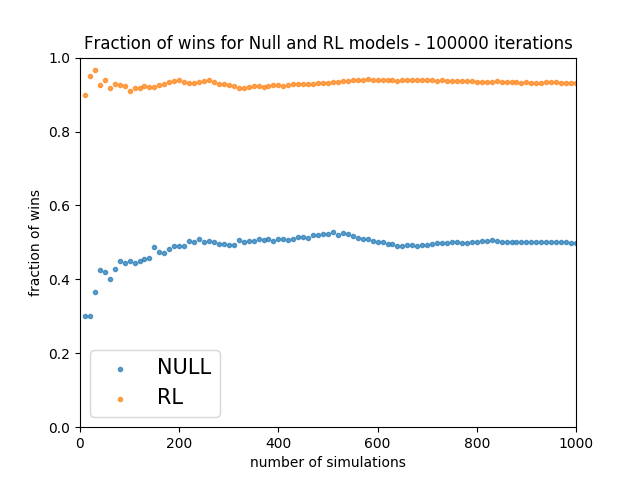 Fraction of wins for Null and RL models - 100000 iterations
1.0
0.8
0.6
0.4
0.2
0.0
fraction of wins
NULL
RL
0 200 400 600 800 1000
number of simulations